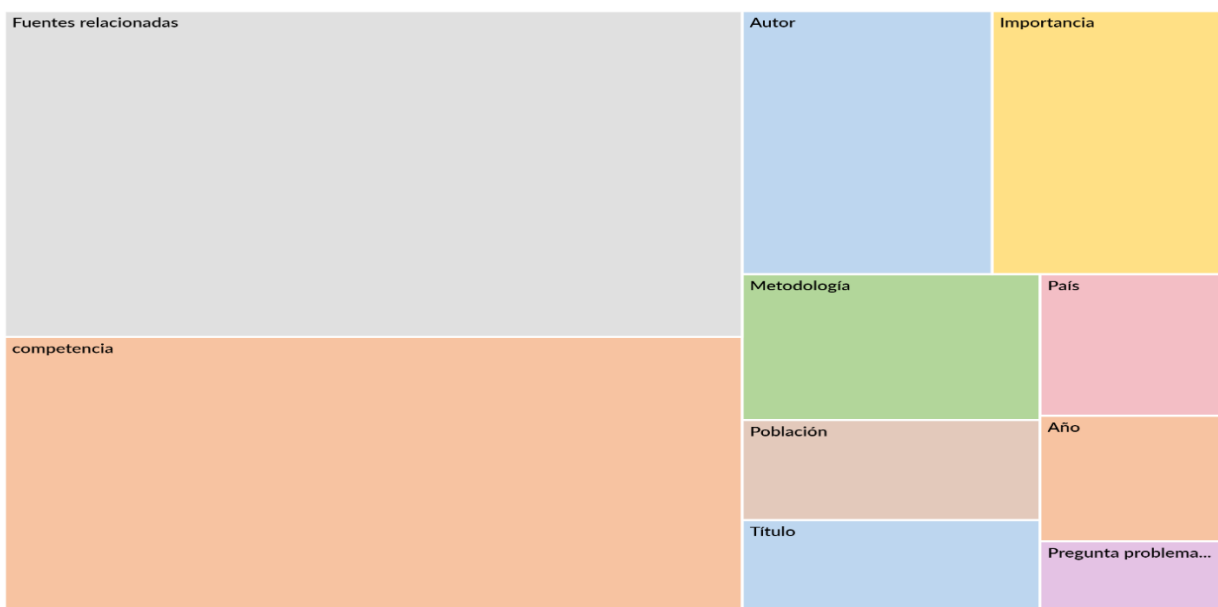 Fuentes relacionadas
Autor
Importancia
competencia
Metodología
País
Población
Año
Título
Pregunta problema...